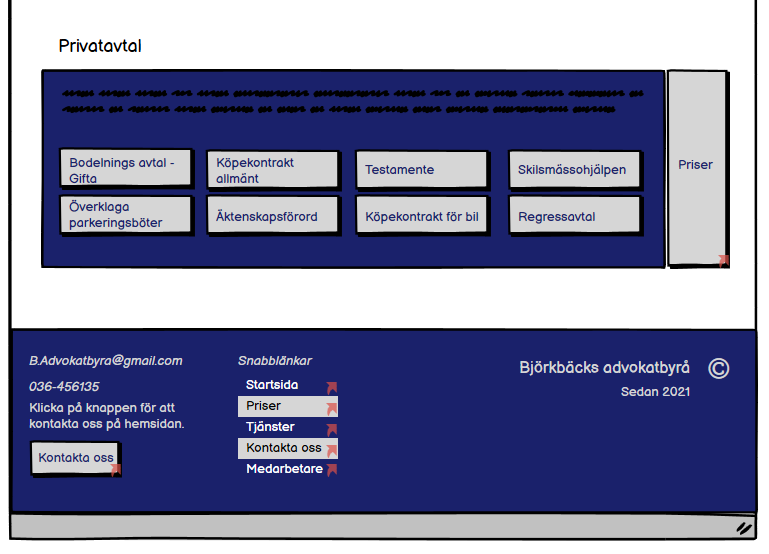 Privatavtal
Bodelnings avtal -
Gifta
Köpekontrakt
allmänt
Testamente
Skilsmässohjälpen
Överklaga
parkeringsböter
Äktenskapsförord
Köpekontrakt för bil
Regressavtal
Priser
B.Advokatbyra@gmail.com
036-456135
Klicka på knappen för att
kontakta oss på hemsidan.
Kontakta oss
Snabblänkar
Startsida
Priser
Tjänster
Kontakta oss
Medarbetare
Björkbäcks advokatbyrå ©
Sedan 2021